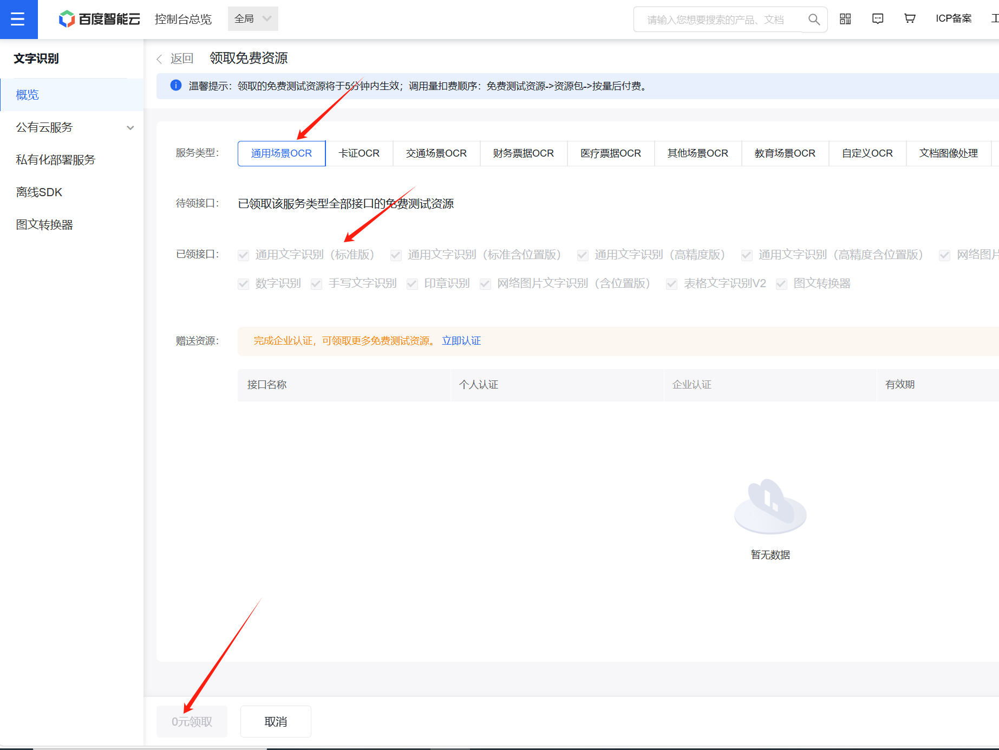 百度智能云 控制台总览 全局 请输入您想要搜索的产品、文档 ICP备案
文字识别
概览
公有云服务
私有化部署服务
离线SDK
图文转换器
返回 领取免费资源
温馨提示：领取的免费测试资源将于5分钟内生效；调用量扣费顺序：免费测试资源->资源包->按量后付费。
服务类型： 通用场景OCR 卡证OCR 交通场景OCR 财务票据OCR 医疗票据OCR 其他场景OCR 教育场景OCR 自定义OCR 文档图像处理
待领接口： 已领取该服务类型全部接口的免费测试资源
已领接口： 通用文字识别（标准版） 通用文字识别（标准含位置版） 通用文字识别（高精度版） 通用文字识别（高精度含位置版） 网络图片
数字识别 手写文字识别 印章识别 网络图片文字识别（含位置版） 表格文字识别V2 图文转换器
赠送资源： 完成企业认证，可领取更多免费测试资源。 立即认证
接口名称 个人认证 企业认证 有效期
暂无数据
0元领取 取消